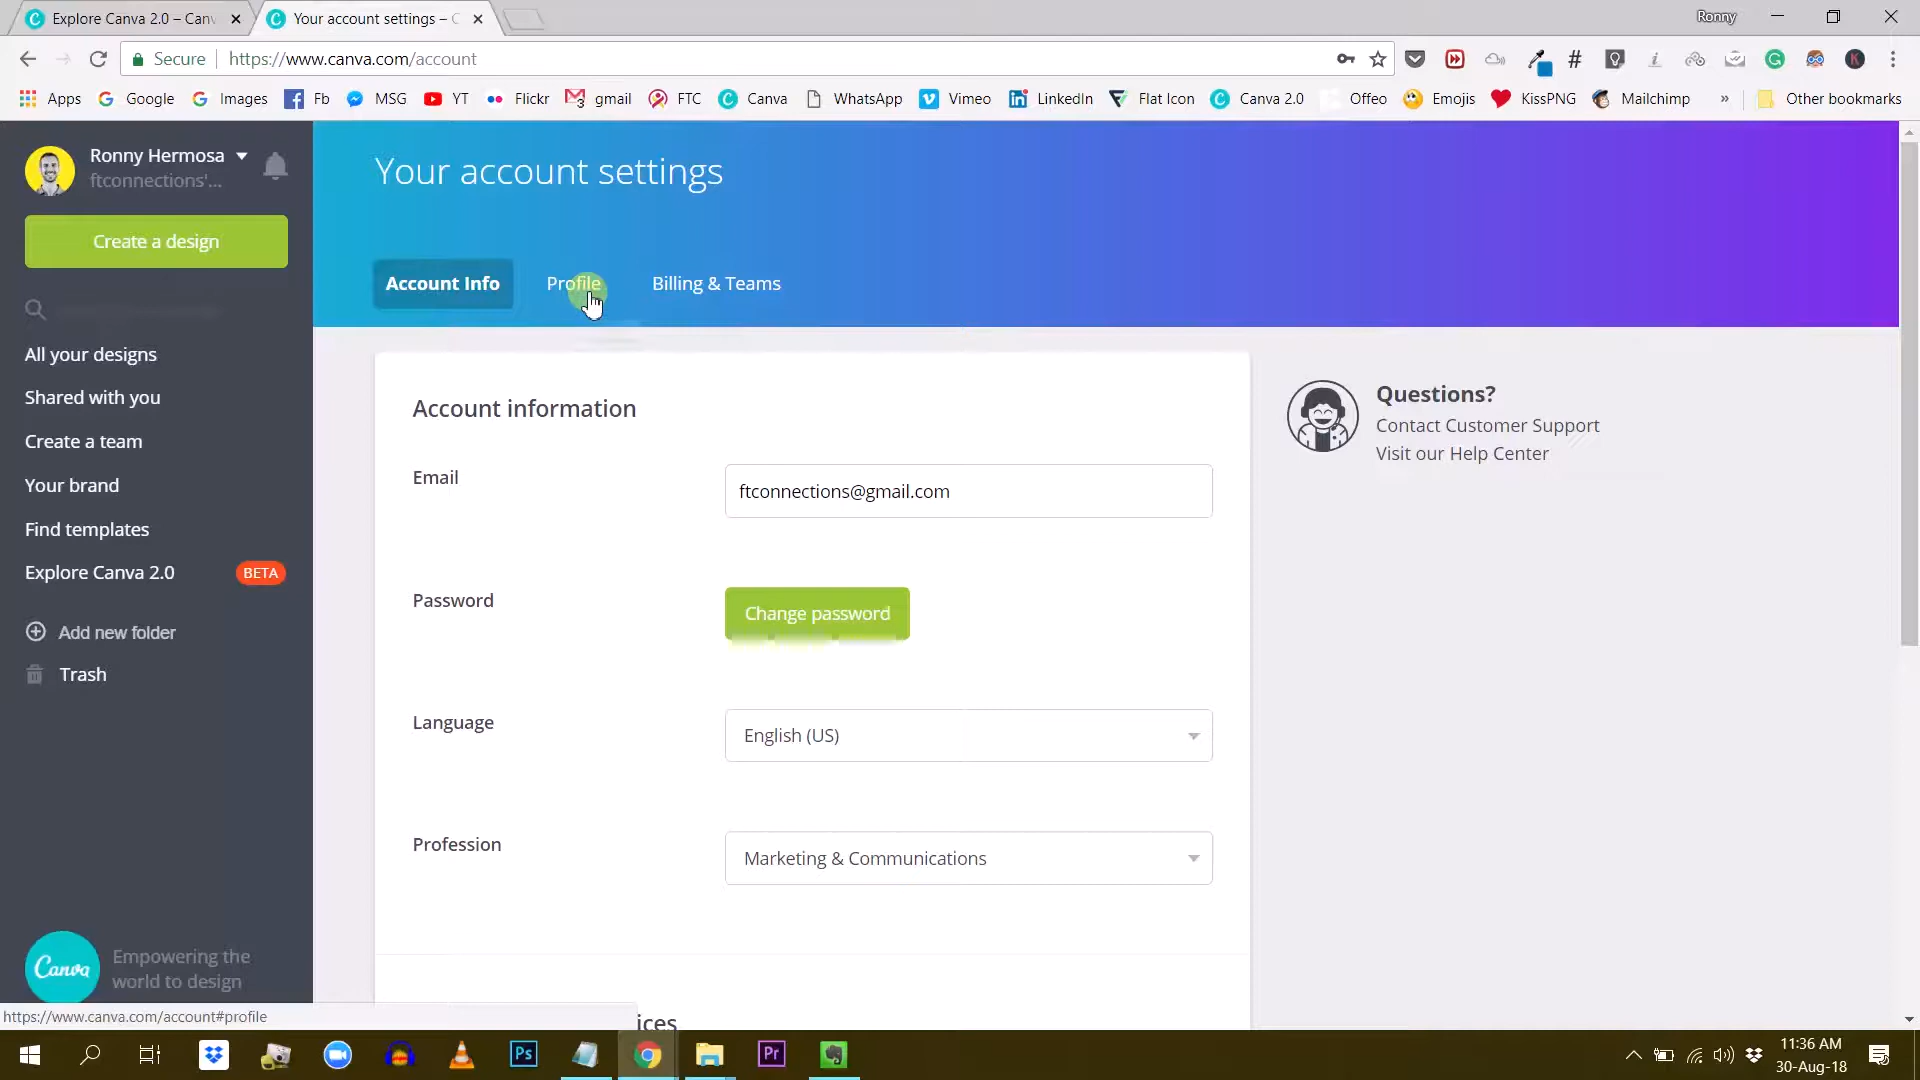 Explore Canva 2.0 – Canv
Your account settings – C
Ronny
Secure
https://www.canva.com/account
Apps
Google
Images
Fb
MSG
YT
Flickr
gmail
FTC
Canva
WhatsApp
Vimeo
LinkedIn
Flat Icon
Canva 2.0
Offeo
Emojis
KissPNG
Mailchimp
»
Other bookmarks
Ronny Hermosa
ftconnections'...
Create a design
All your designs
Shared with you
Create a team
Your brand
Find templates
Explore Canva 2.0
BETA
Add new folder
Trash
Canva
Empowering the
world to design
https://www.canva.com/account#profile
Your account settings
Account Info
Profile
Billing & Teams
Account information
Email
ftconnections@gmail.com
Password
Change password
Language
English (US)
Profession
Marketing & Communications
ices
Questions?
Contact Customer Support
Visit our Help Center
Ps
Pr
11:36 AM
30-Aug-18